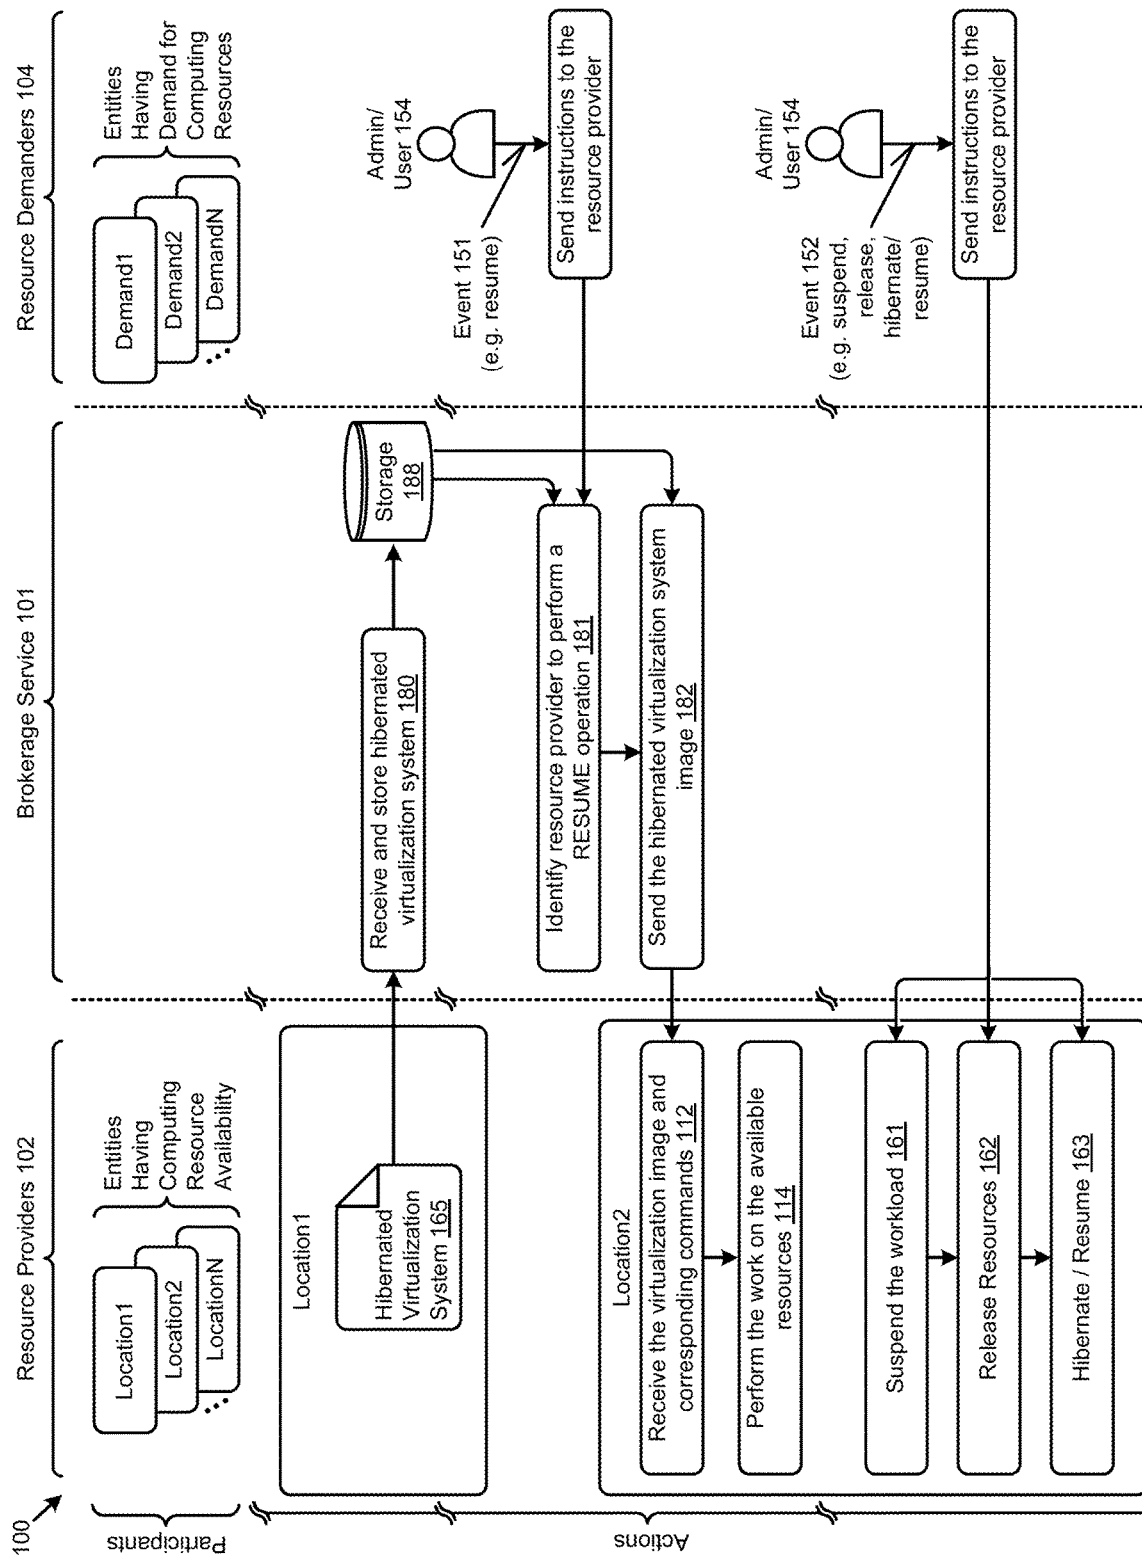 100
Resource Providers 102
Brokerage Service 101
Resource Demanders 104
Participants
Location1
Location2
LocationN
Entities
Having
Computing
Resource
Availability
Demand1
Demand2
DemandN
Entities
Having
Demand for
Computing
Resources
Actions
Location1
Hibernated
Virtualization
System 165
Receive and store hibernated
virtualization system 180
Storage
188
Admin/
User 154
Event 151
(e.g. resume)
Send instructions to the
resource provider
Identify resource provider to perform a
RESUME operation 181
Send the hibernated virtualization system
image 182
Location2
Receive the virtualization image and
corresponding commands 112
Perform the work on the available
resources 114
Admin/
User 154
Event 152
(e.g. suspend,
release,
hibernate/
resume)
Send instructions to the
resource provider
Suspend the workload 161
Release Resources 162
Hibernate / Resume 163